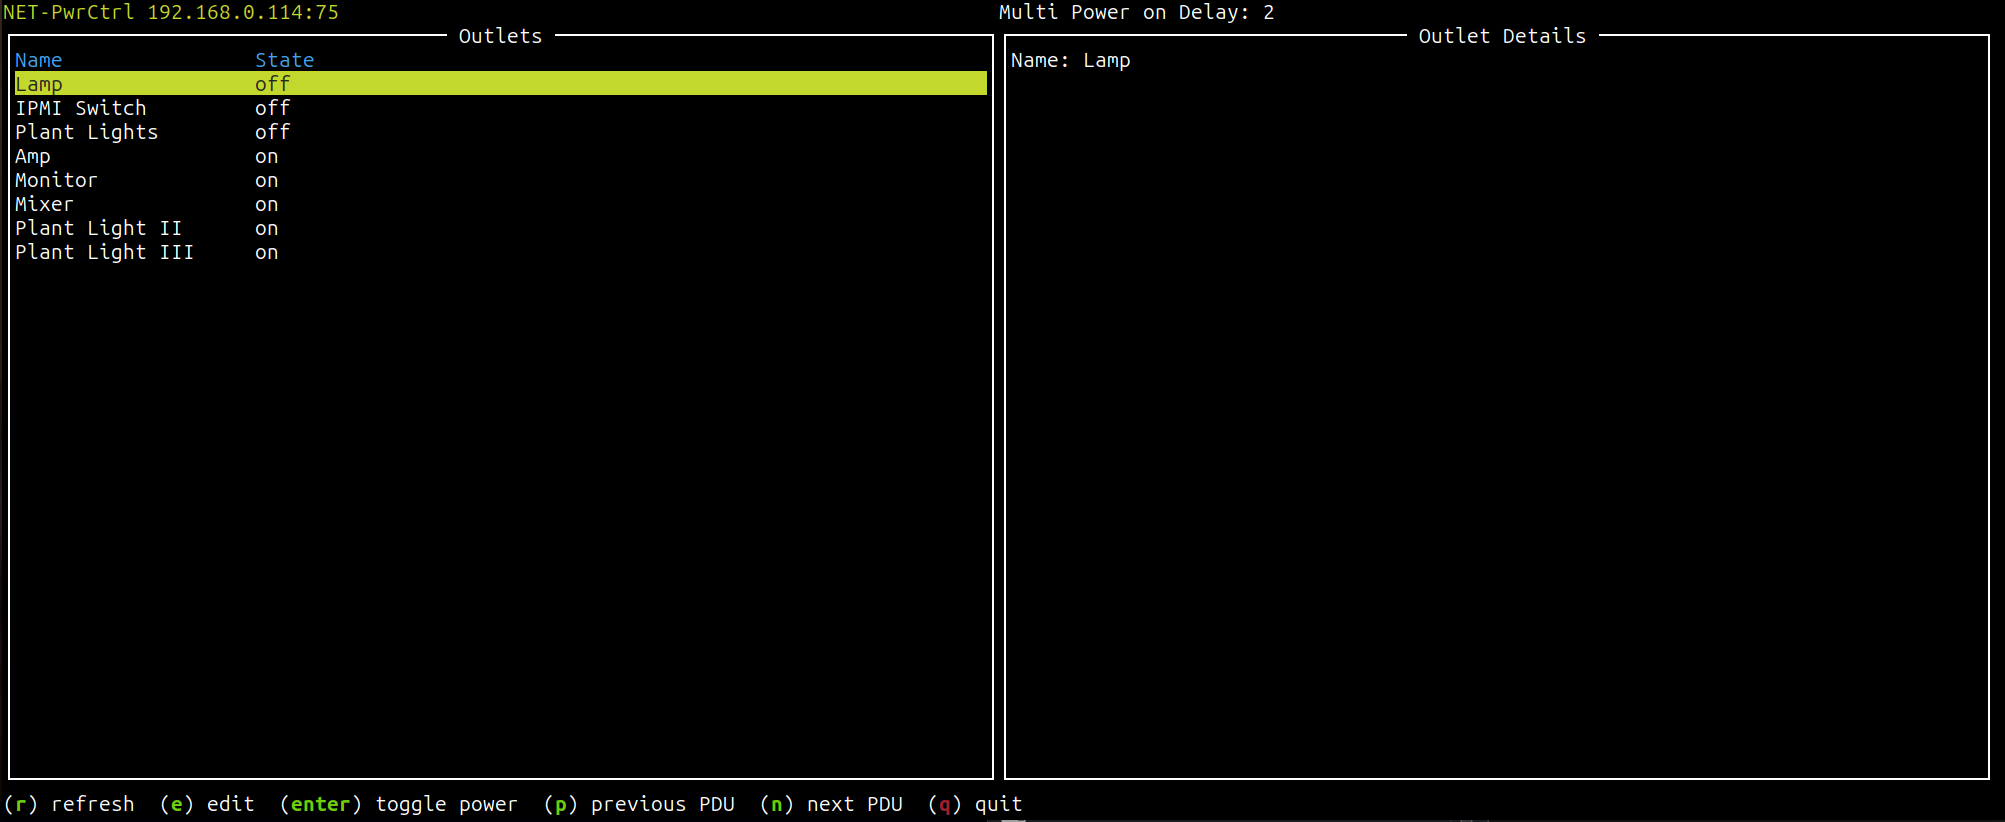 NET-PwrCtrl 192.168.0.114:75 Multi Power on Delay: 2
Outlets Outlet Details
Name State Name: Lamp
Lamp off
IPMI Switch off
Plant Lights off
Amp on
Monitor on
Mixer on
Plant Light II on
Plant Light III on
(r) refresh (e) edit (enter) toggle power (p) previous PDU (n) next PDU (q) quit